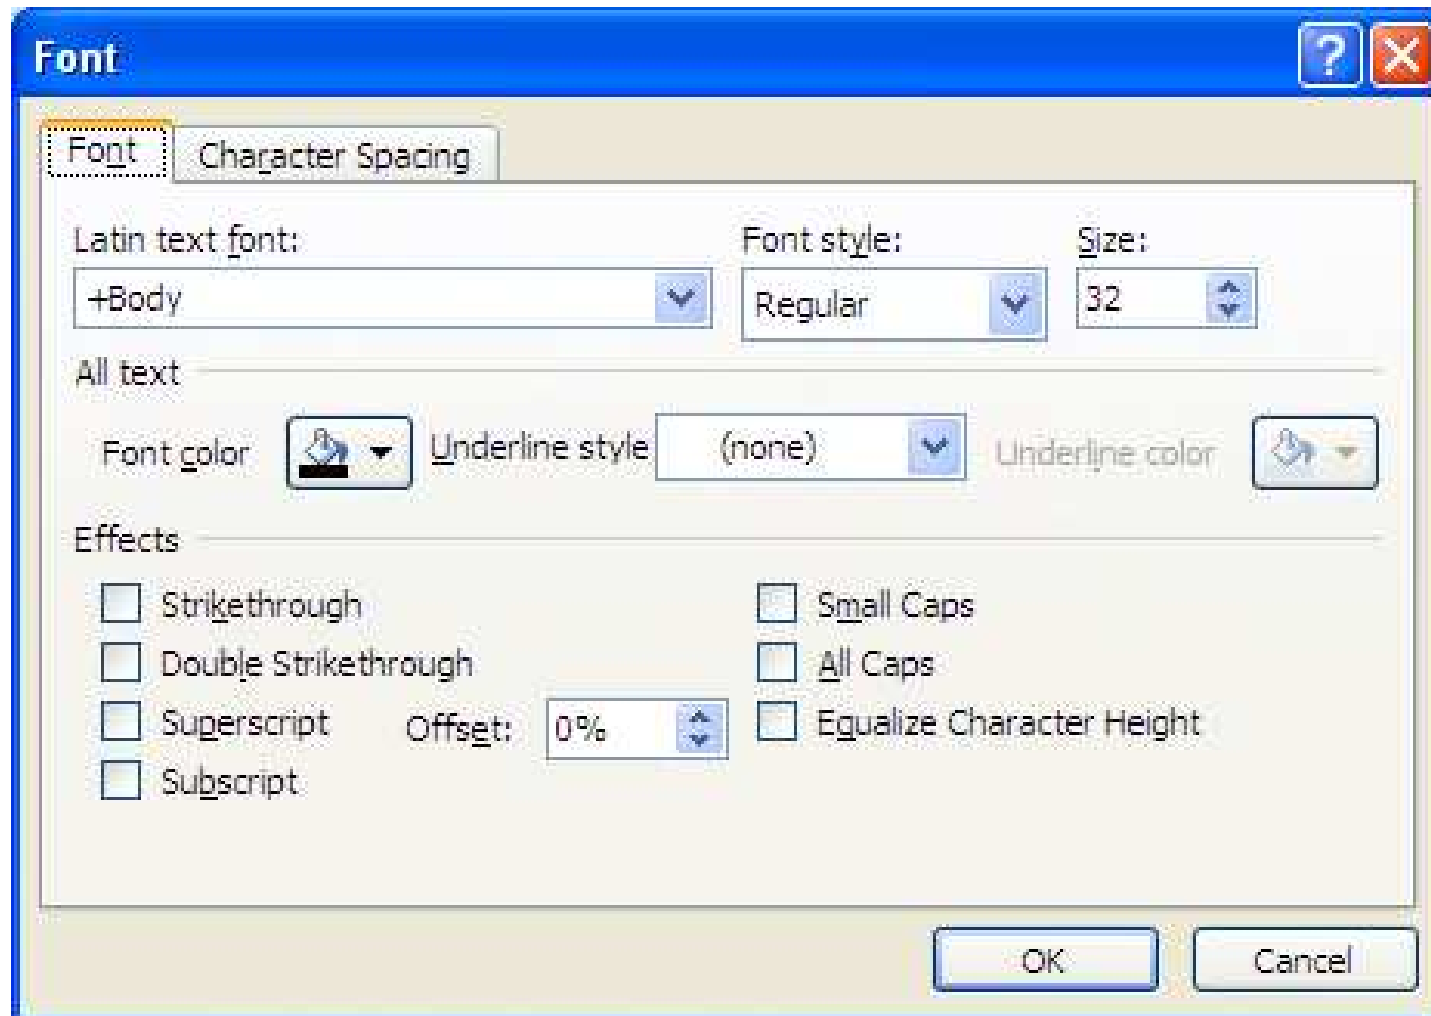 Font
Font Character Spacing
Latin text font: Font style: Size:
+Body Regular 32
All text
Font color Underline style (none) Underline color
Effects
Strikethrough Small Caps
Double Strikethrough All Caps
Superscript Offset: 0% Equalize Character Height
Subscript
OK Cancel